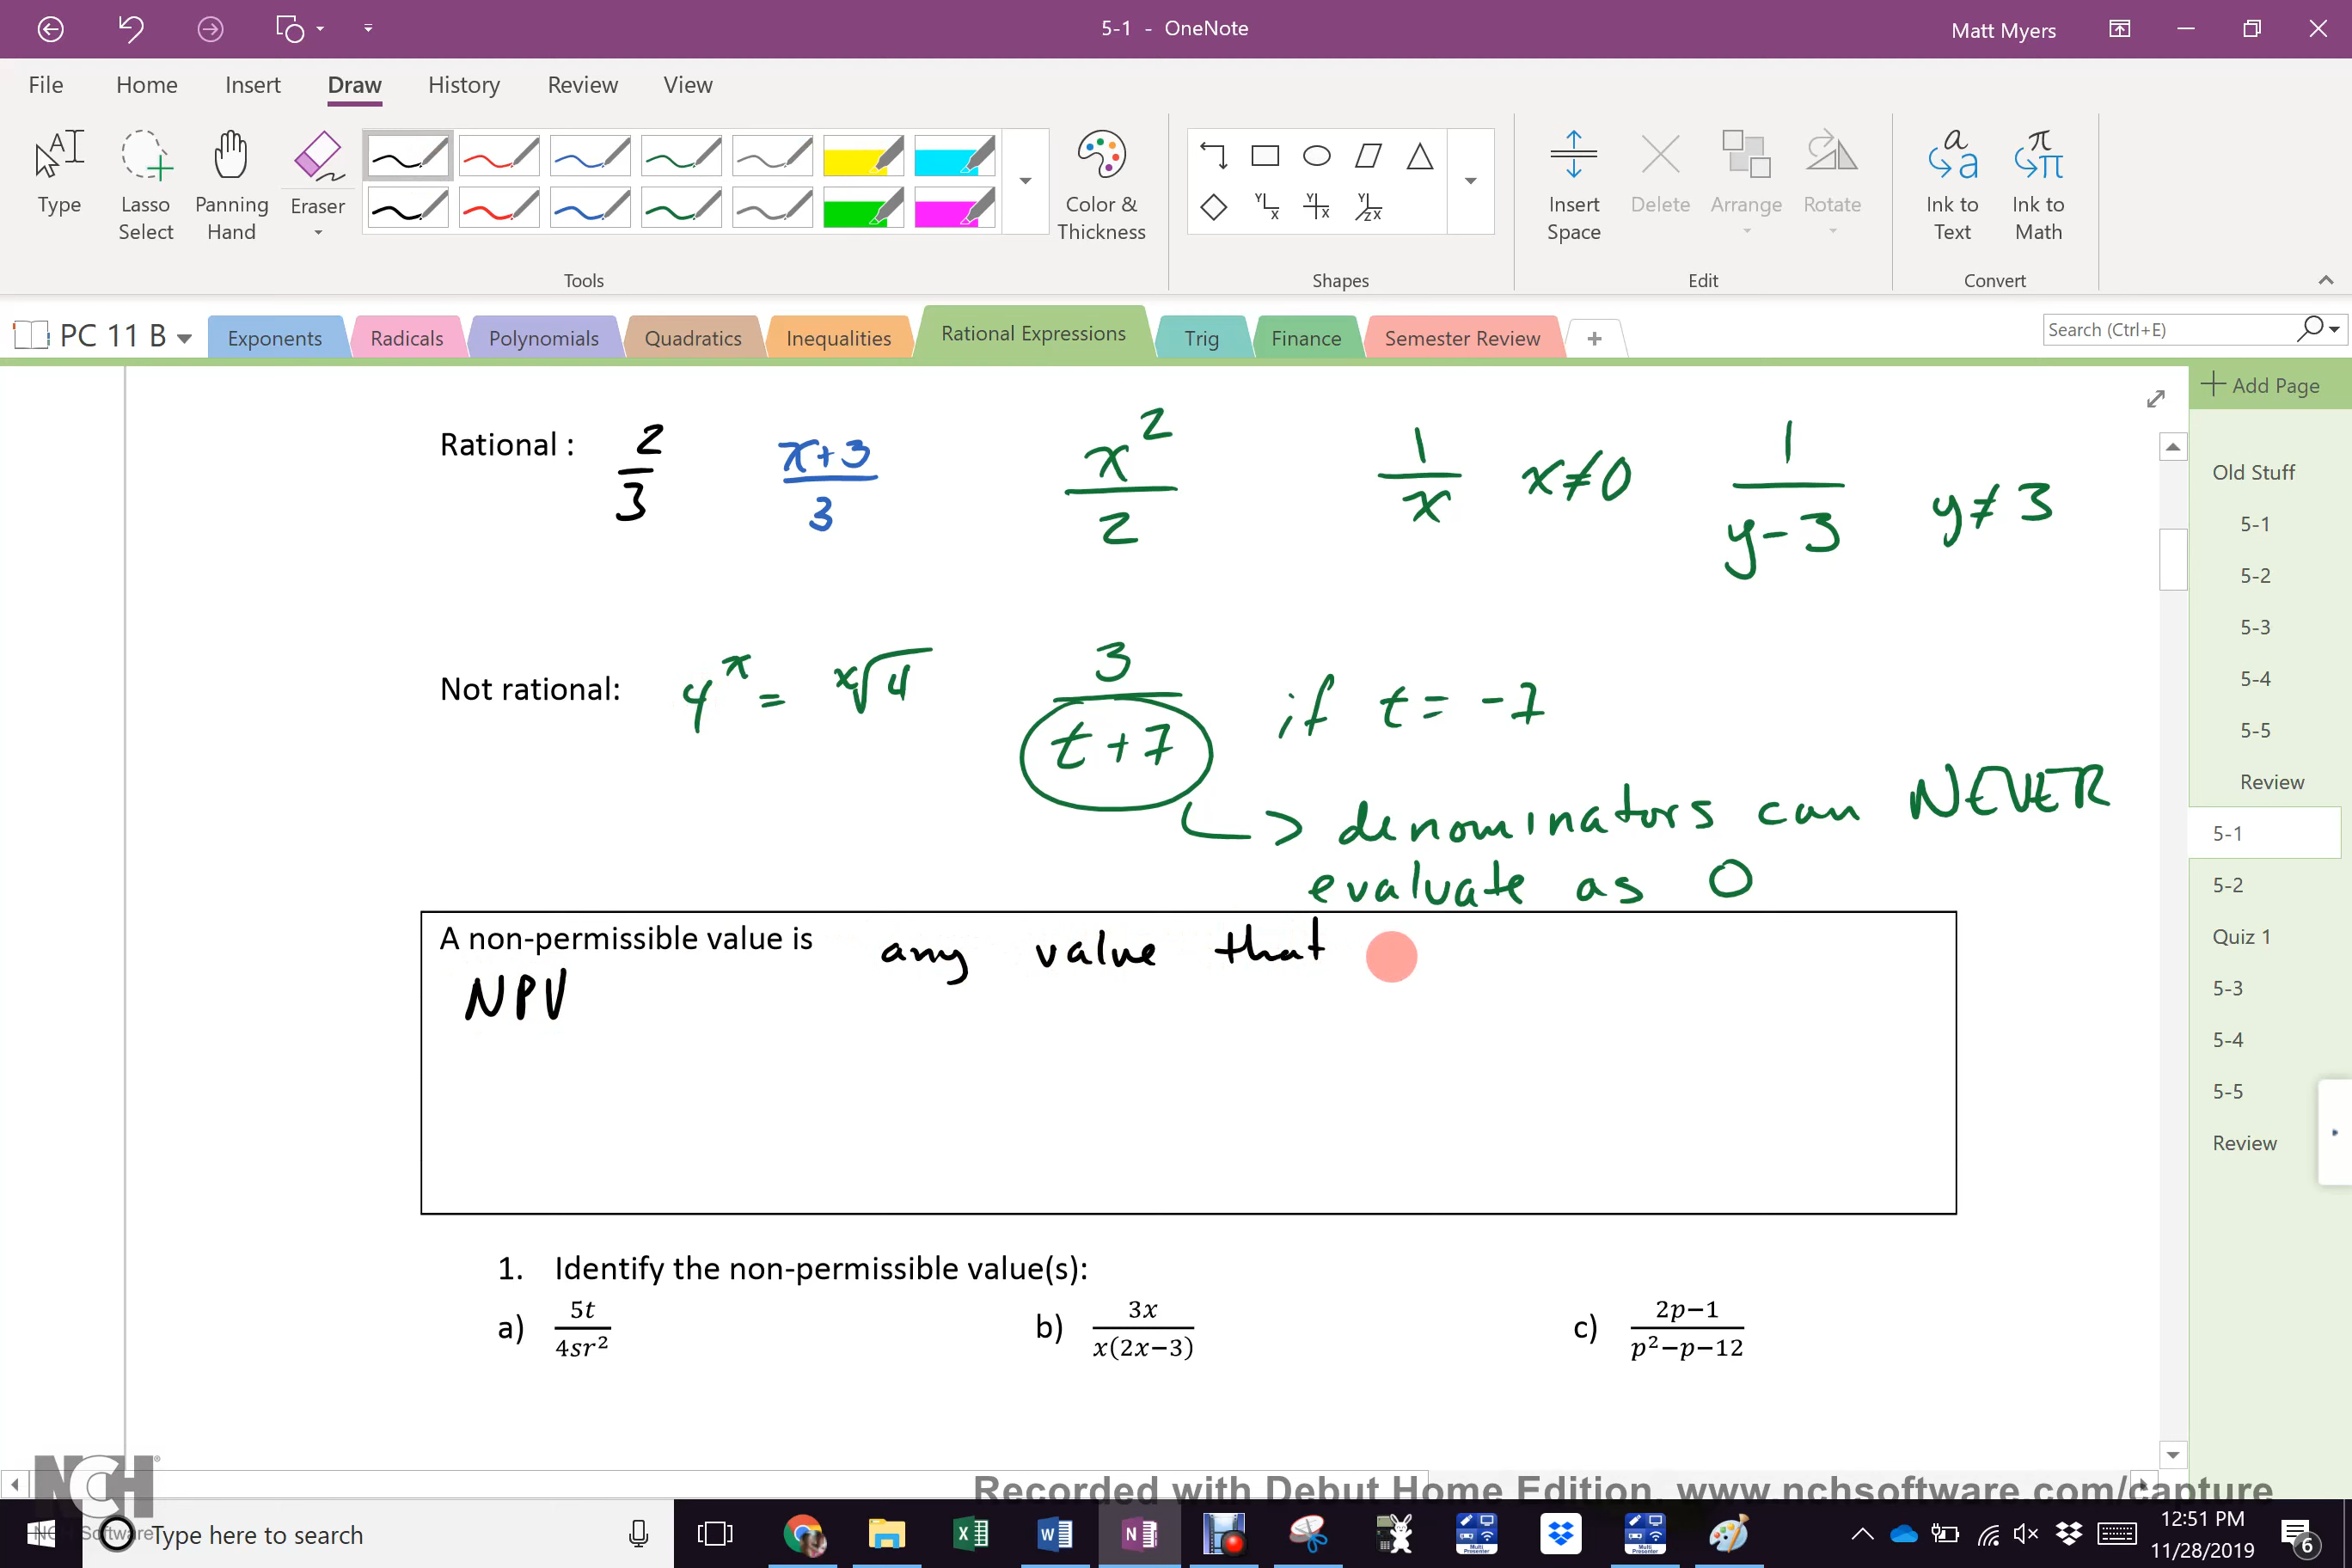 5-1 - OneNote
Matt Myers
File Home Insert Draw History Review View
Type
Lasso Select
Panning Hand
Eraser
Color & Thickness
Insert Space
Delete
Arrange
Rotate
Ink to Text
Ink to Math
Tools
Shapes
Edit
Convert
PC 11 B
Exponents Radicals Polynomials Quadratics Inequalities Rational Expressions Trig Finance Semester Review
Search (Ctrl+E)
Add Page
Old Stuff
5-1
5-2
5-3
5-4
5-5
Review
5-1
5-2
Quiz 1
5-3
5-4
5-5
Review
Rational : 2/3 (x+3)/3 x²/2 1/x x≠0 1/(y-3) y≠3
Not rational: 4^x = ˣ√4 3/(t+7) if t = -7
denominators can NEVER
evaluate as 0
A non-permissible value is any value that
NPV
1. Identify the non-permissible value(s):
a) 5t/4sr² b) 3x/x(2x−3) c) 2p−1/p²−p−12
NCH
NCH Software
Recorded with Debut Home Edition www.nchsoftware.com/capture
Type here to search
12:51 PM
11/28/2019
6